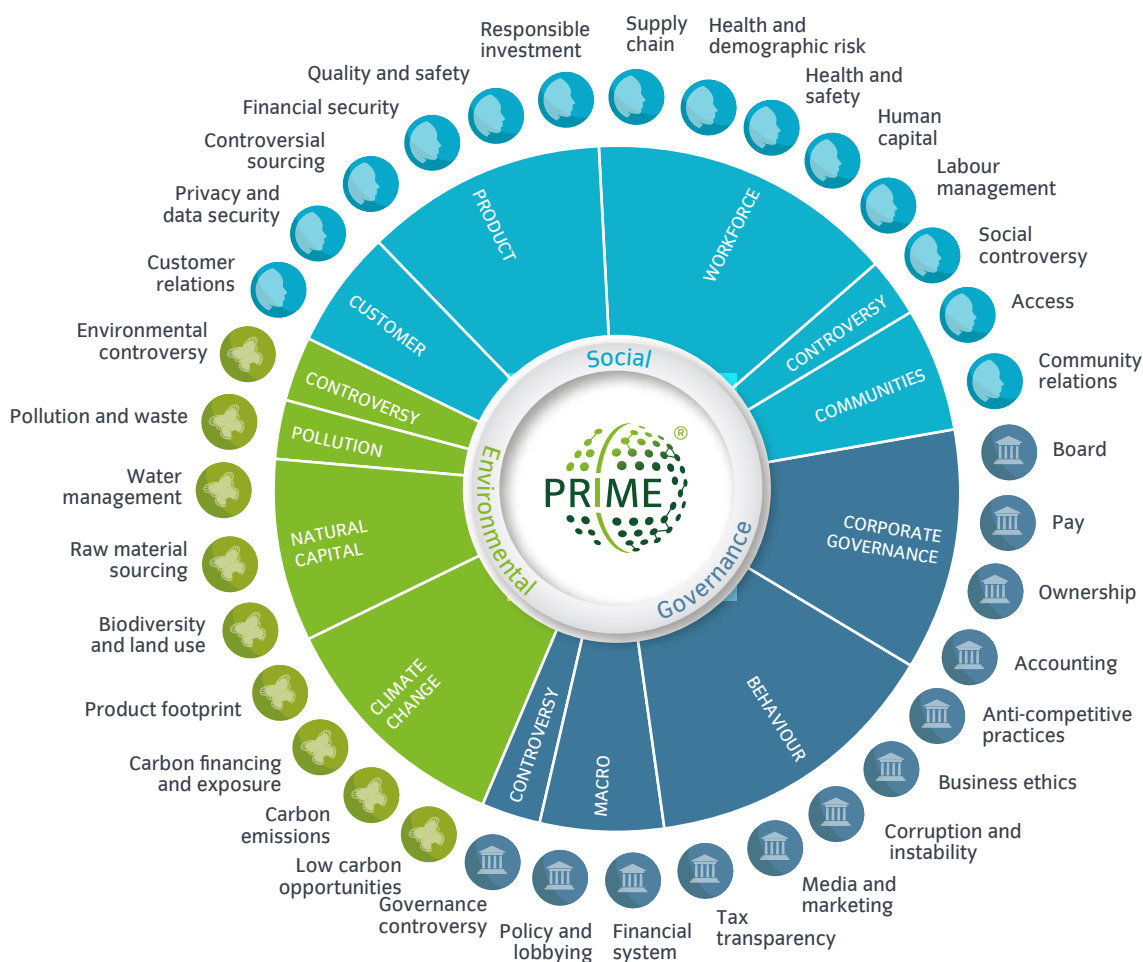 Responsible
investment
Supply
chain
Health and
demographic risk
Quality and safety
Health and
safety
Financial security
Human
capital
Controversial
sourcing
Labour
management
Privacy and
data security
Social
controversy
Customer
relations
Access
Environmental
controversy
Community
relations
Pollution and waste
Board
Water
management
Pay
Raw material
sourcing
Ownership
Biodiversity
and land use
Accounting
Product footprint
Anti-competitive
practices
Carbon financing
and exposure
Business ethics
Carbon
emissions
Corruption and
instability
Low carbon
opportunities
Media and
marketing
Governance
controversy
Policy and
lobbying
Financial
system
Tax
transparency
PRODUCT
WORKFORCE
CUSTOMER
CONTROVERSY
COMMUNITIES
CONTROVERSY
POLLUTION
NATURAL
CAPITAL
CORPORATE
GOVERNANCE
CLIMATE
CHANGE
CONTROVERSY
MACRO
BEHAVIOUR
Social
Environmental
Governance
PRIME®